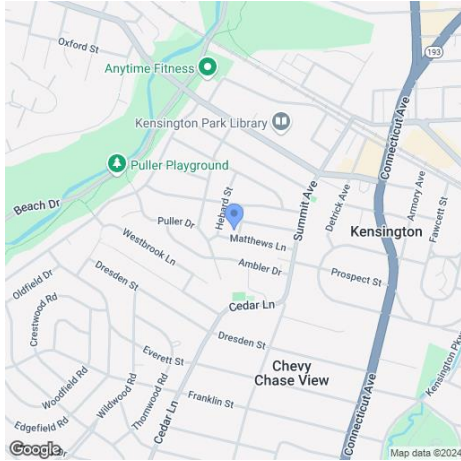 Oxford St
Anytime Fitness
193
Kensington Park Library
Connecticut Ave
Puller Playground
Summit Ave
Detrick Ave
Armory Ave
Fawcett St
Beach Dr
Hebard St
Puller Dr
Matthews Ln
Kensington
Westbrook Ln
Ambler Dr
Prospect St
Oldfield Dr
Dresden St
Cedar Ln
Crestwood Rd
Dresden St
Everett St
Chevy
Chase View
Kensington Pkwy
Woodfield Rd
Wildwood Rd
Thornwood Rd
Franklin St
Connecticut Ave
Edgefield Rd
Cedar Ln
Dr
Google
Map data ©2024